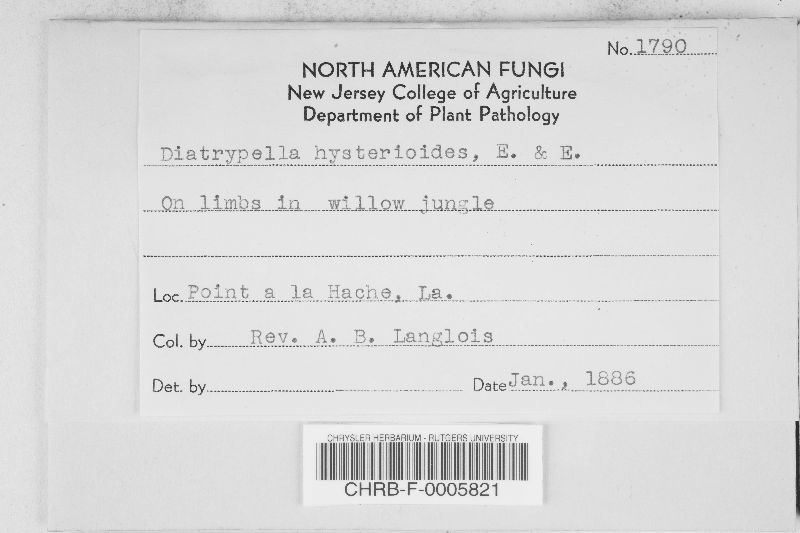 No. 1790
NORTH AMERICAN FUNGI
New Jersey College of Agriculture
Department of Plant Pathology
Diatrypella hysterioides, E. & E.
On limbs in willow jungle
Loc. Point a la Hache, La.
Col. by Rev. A. B. Langlois
Det. by
Date Jan., 1886
CHRYSLER HERBARIUM - RUTGERS UNIVERSITY
CHRB-F-0005821